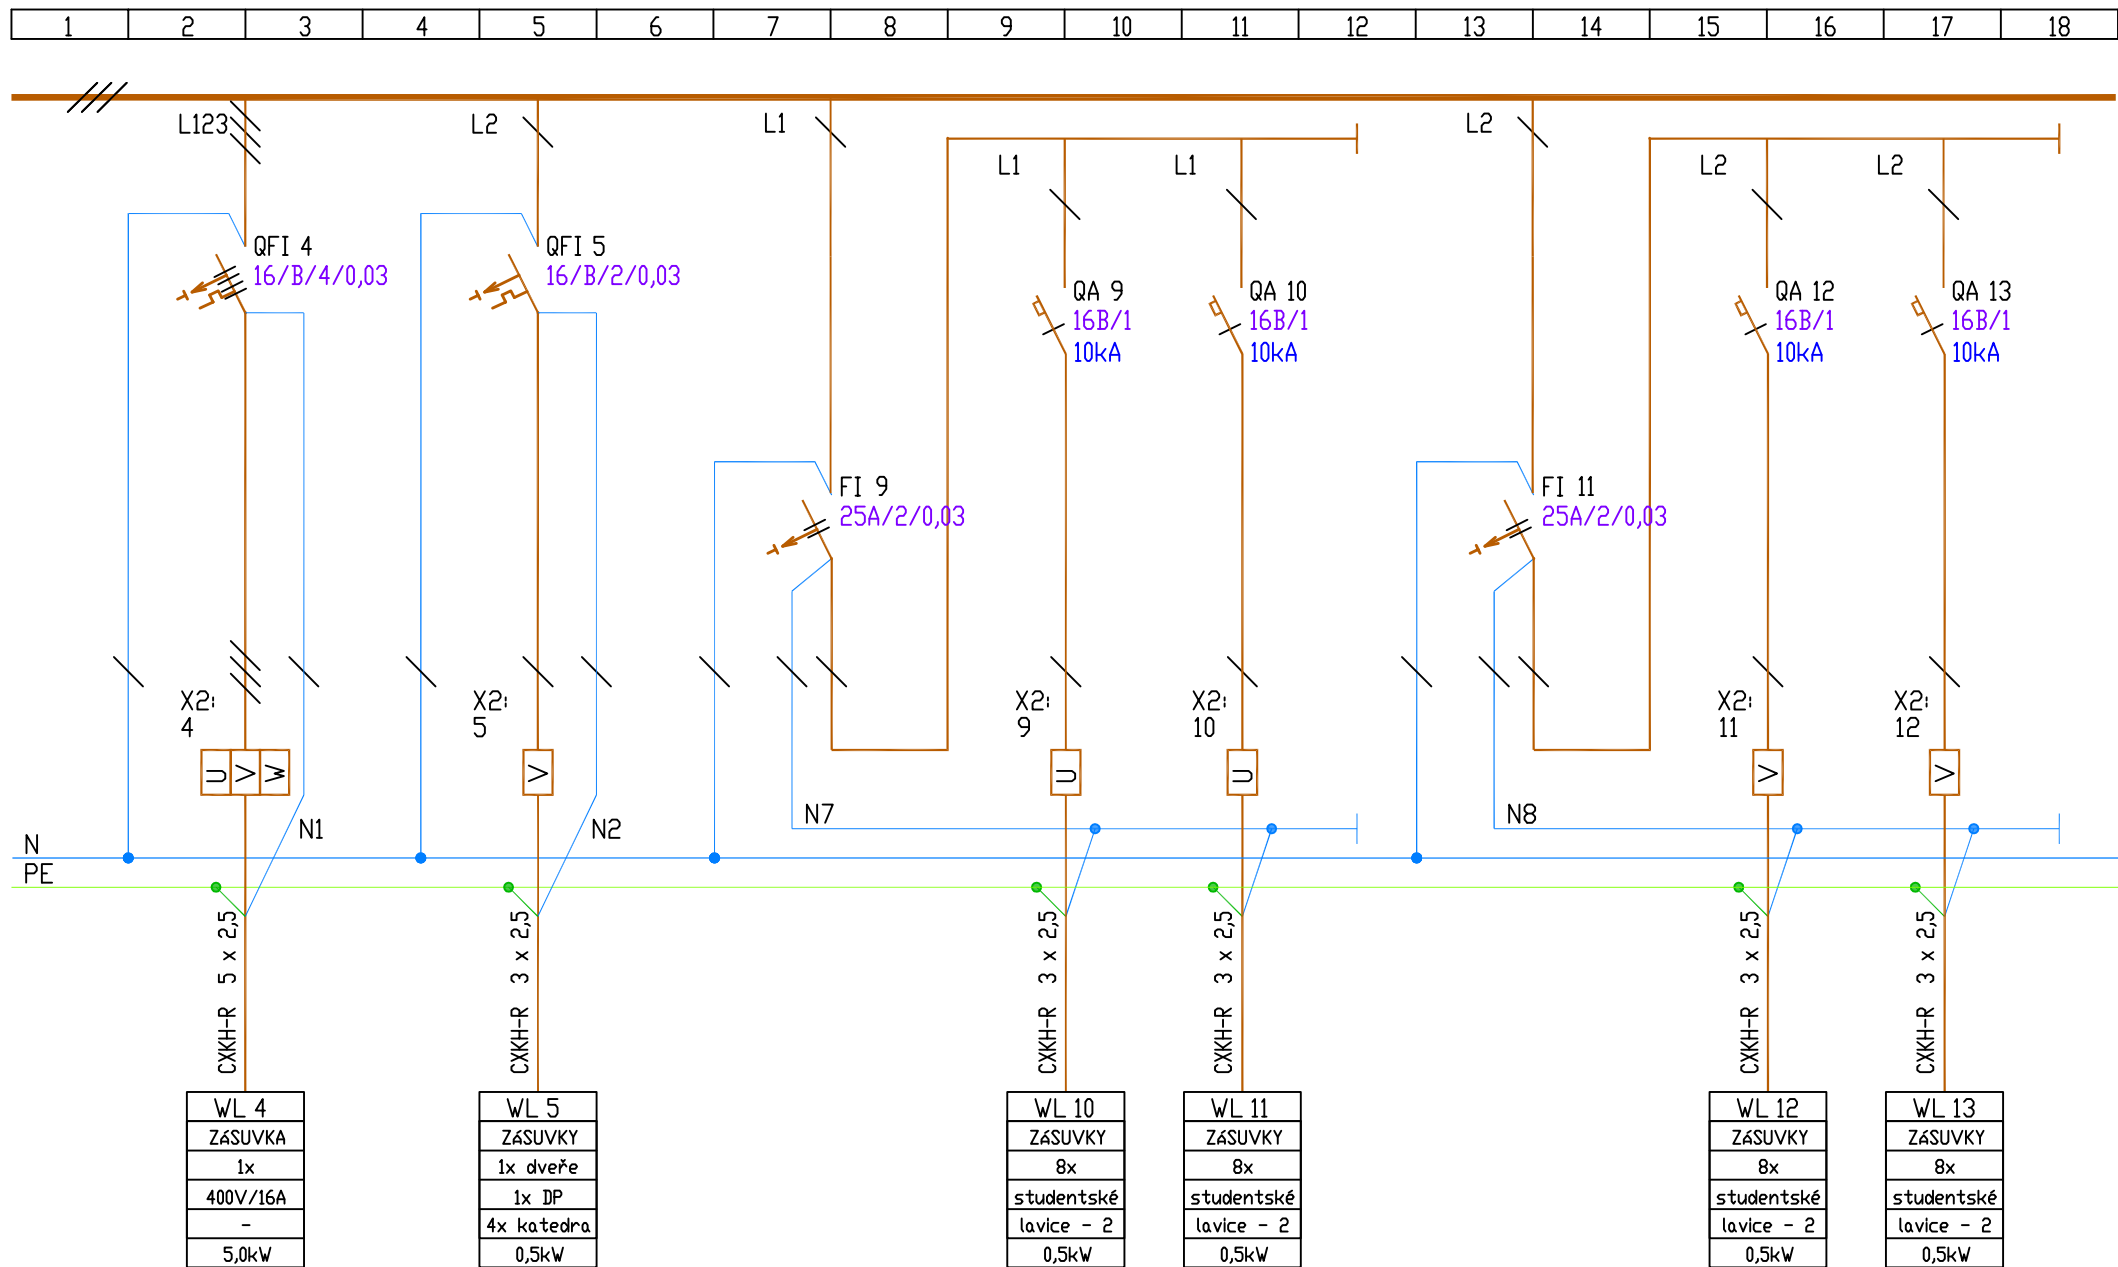 1 2 3 4 5 6 7 8 9 10 11 12 13 14 15 16 17 18
L123 L2 L1 L2
L1 L1 L2 L2
QFI 4 QFI 5
16/B/4/0,03 16/B/2/0,03
QA 9 QA 10 QA 12 QA 13
16B/1 16B/1 16B/1 16B/1
10kA 10kA 10kA 10kA
FI 9 FI 11
25A/2/0,03 25A/2/0,03
X2: X2: X2: X2: X2: X2:
4 5 9 10 11 12
U V W V U U V V
N7 N8
N1 N2
N
PE
CXKH-R 5 x 2,5
CXKH-R 3 x 2,5
CXKH-R 3 x 2,5
CXKH-R 3 x 2,5
CXKH-R 3 x 2,5
CXKH-R 3 x 2,5
WL 4
ZáSUVKA
1x
400V/16A
-
5,0kW
WL 5
ZáSUVKY
1x dveře
1x DP
4x katedra
0,5kW
WL 10
ZáSUVKY
8x
studentské
lavice - 2
0,5kW
WL 11
ZáSUVKY
8x
studentské
lavice - 2
0,5kW
WL 12
ZáSUVKY
8x
studentské
lavice - 2
0,5kW
WL 13
ZáSUVKY
8x
studentské
lavice - 2
0,5kW